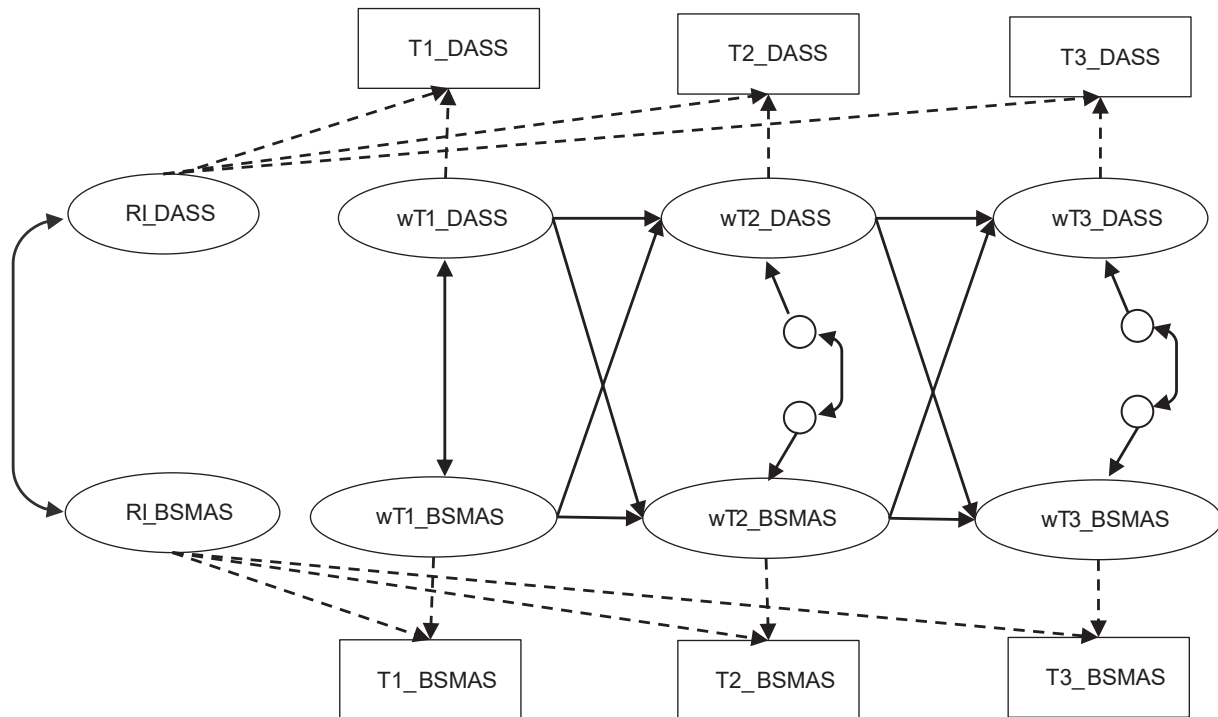 T1_DASS
T2_DASS
T3_DASS
RI_DASS
wT1_DASS
wT2_DASS
wT3_DASS
RI_BSMAS
wT1_BSMAS
wT2_BSMAS
wT3_BSMAS
T1_BSMAS
T2_BSMAS
T3_BSMAS